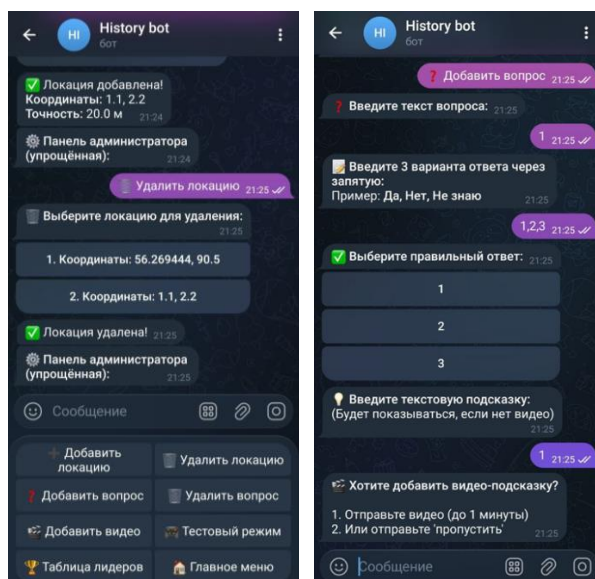 History bot
бот
✅ Локация добавлена!
Координаты: 1.1, 2.2
Точность: 20.0 м 21:24
⚙️ Панель администратора
(упрощённая): 21:24
🗑 Удалить локацию 21:25
🗑 Выберите локацию для удаления:
21:25
1. Координаты: 56.269444, 90.5
2. Координаты: 1.1, 2.2
✅ Локация удалена! 21:25
⚙️ Панель администратора
(упрощённая): 21:25
Сообщение
➕ Добавить
локацию
🗑 Удалить локацию
❓ Добавить вопрос
🗑 Удалить вопрос
📽 Добавить видео
🎮 Тестовый режим
🏆 Таблица лидеров
🏠 Главное меню
HI
History bot
бот
❓ Добавить вопрос 21:25
❓ Введите текст вопроса: 21:25
1 21:25
📝 Введите 3 варианта ответа через
запятую:
Пример: Да, Нет, Не знаю 21:25
1,2,3 21:25
✅ Выберите правильный ответ: 21:25
1
2
3
💡 Введите текстовую подсказку:
(Будет показываться, если нет видео)
21:25
1 21:25
📽 Хотите добавить видео-подсказку?
1. Отправьте видео (до 1 минуты)
2. Или отправьте 'пропустить' 21:25
Сообщение
HI